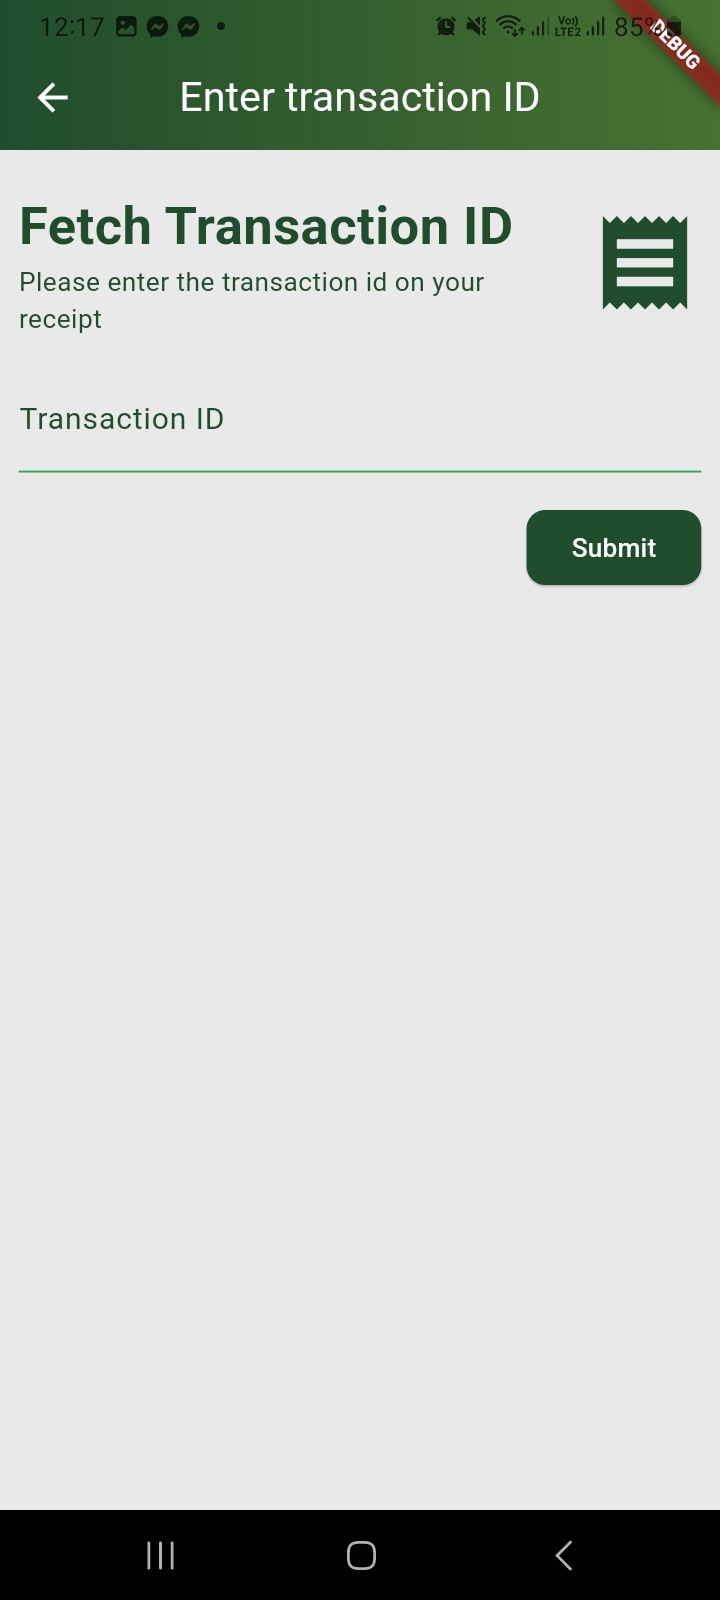 12:17
Vo)) LTE2 85%
DEBUG
Enter transaction ID
Fetch Transaction ID
Please enter the transaction id on your
receipt
Transaction ID
Submit